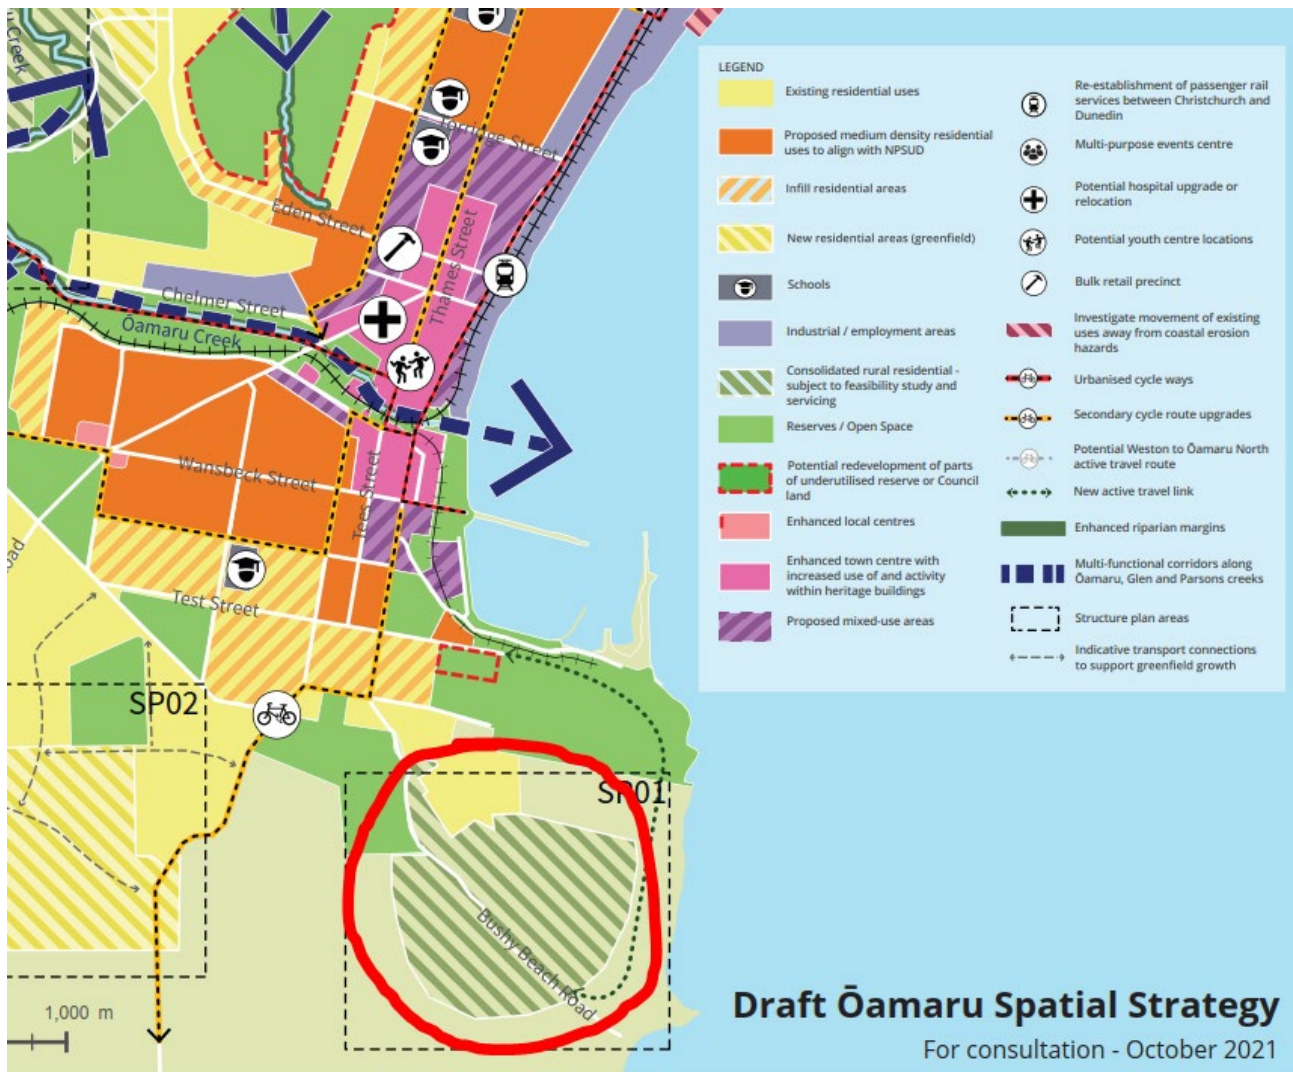 Creek
Torridge Street
Eden Street
Thames Street
Chelmer Street
Ōamaru Creek
Wansbeck Street
Tees Street
Test Street
Road
SP02
SP01
Bushy Beach Road
1,000 m
LEGEND
Existing residential uses
Proposed medium density residential
uses to align with NPSUD
Infill residential areas
New residential areas (greenfield)
Schools
Industrial / employment areas
Consolidated rural residential -
subject to feasibility study and
servicing
Reserves / Open Space
Potential redevelopment of parts
of underutilised reserve or Council
land
Enhanced local centres
Enhanced town centre with
increased use of and activity
within heritage buildings
Proposed mixed-use areas
Re-establishment of passenger rail
services between Christchurch and
Dunedin
Multi-purpose events centre
Potential hospital upgrade or
relocation
Potential youth centre locations
Bulk retail precinct
Investigate movement of existing
uses away from coastal erosion
hazards
Urbanised cycle ways
Secondary cycle route upgrades
Potential Weston to Ōamaru North
active travel route
New active travel link
Enhanced riparian margins
Multi-functional corridors along
Ōamaru, Glen and Parsons creeks
Structure plan areas
Indicative transport connections
to support greenfield growth
Draft Ōamaru Spatial Strategy
For consultation - October 2021